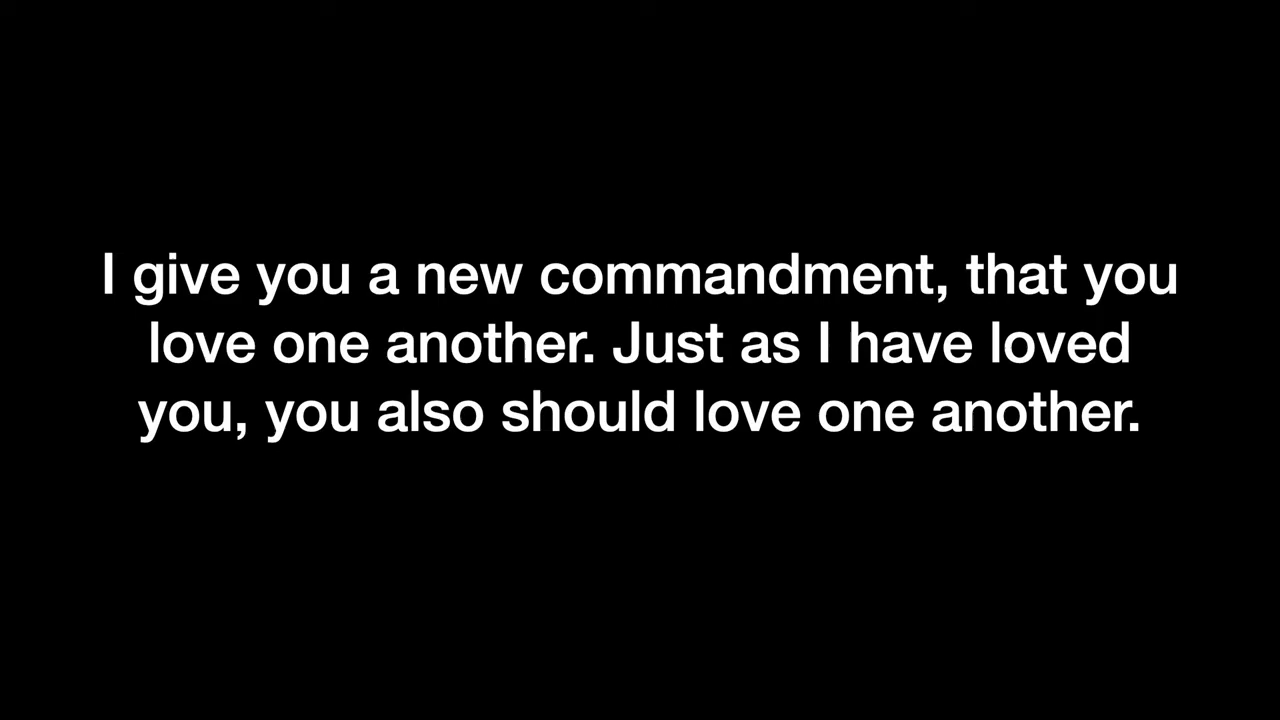 I give you a new commandment, that you
love one another. Just as I have loved
you, you also should love one another.